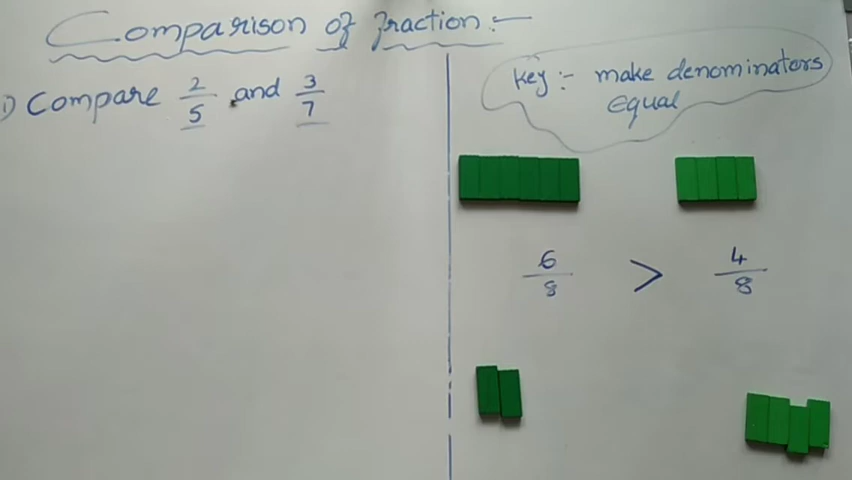 Comparison of fraction :-
1) Compare 2/5 and 3/7
Key :- make denominators
equal
6/8 > 4/8